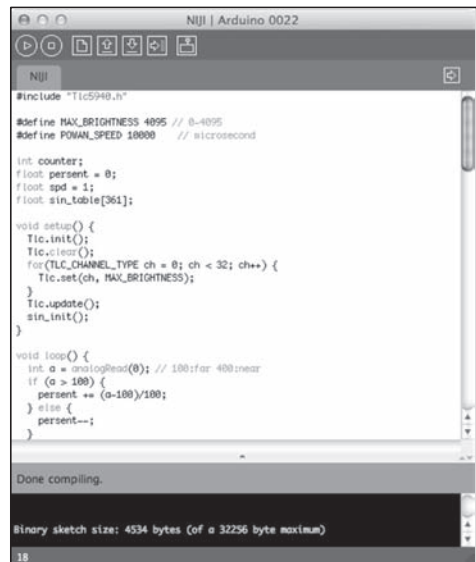 NIJI | Arduino 0022
NIJI
#include "Tlc5940.h"
#define MAX_BRIGHTNESS 4095 // 0-4095
#define POWAN_SPEED 10000 // microsecond
int counter;
float persent = 0;
float spd = 1;
float sin_table[361];
void setup() {
Tlc.init();
Tlc.clear();
for(TLC_CHANNEL_TYPE ch = 0; ch < 32; ch++) {
Tlc.set(ch, MAX_BRIGHTNESS);
}
Tlc.update();
sin_init();
}
void loop() {
int a = analogRead(0); // 100:far 400:near
if (a > 100) {
persent += (a-100)/100;
} else {
persent--;
}
Done compiling.
Binary sketch size: 4534 bytes (of a 32256 byte maximum)
18